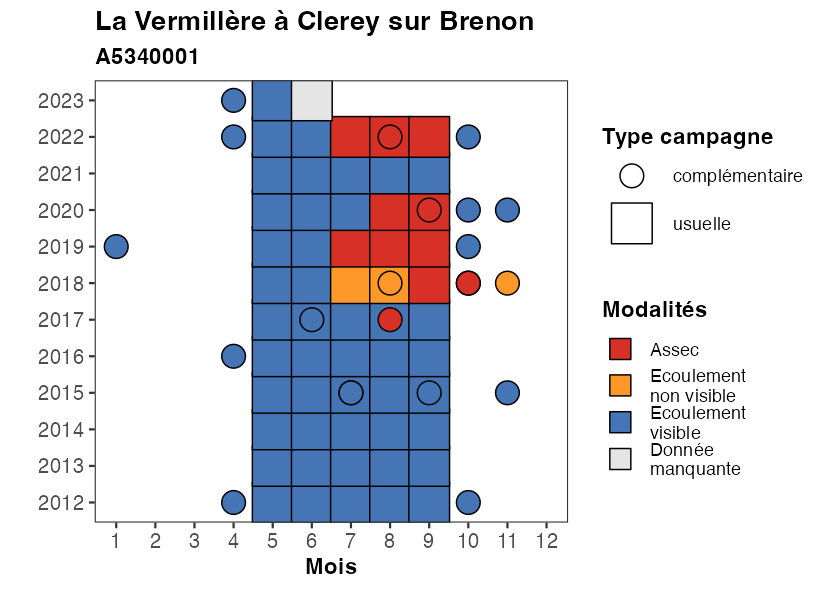 La Vermillère à Clerey sur Brenon
A5340001
2023
2022
2021
2020
2019
2018
2017
2016
2015
2014
2013
2012
1 2 3 4 5 6 7 8 9 10 11 12
Mois
Type campagne
complémentaire
usuelle
Modalités
Assec
Ecoulement
non visible
Ecoulement
visible
Donnée
manquante